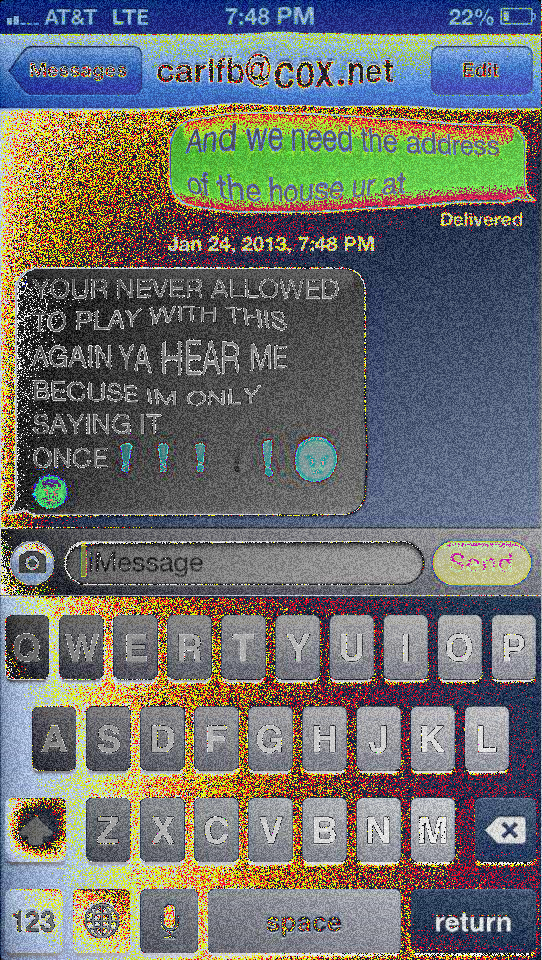 AT&T LTE 7:48 PM 22%
Messages carlfb@cox.net Edit
And we need the address
of the house ur at
Delivered
Jan 24, 2013, 7:48 PM
YOUR NEVER ALLOWED
TO PLAY WITH THIS
AGAIN YA HEAR ME
BECUSE IM ONLY
SAYING IT
ONCE❗❗❗❗❗
iMessage Send
Q W E R T Y U I O P
A S D F G H J K L
Z X C V B N M
123 space return